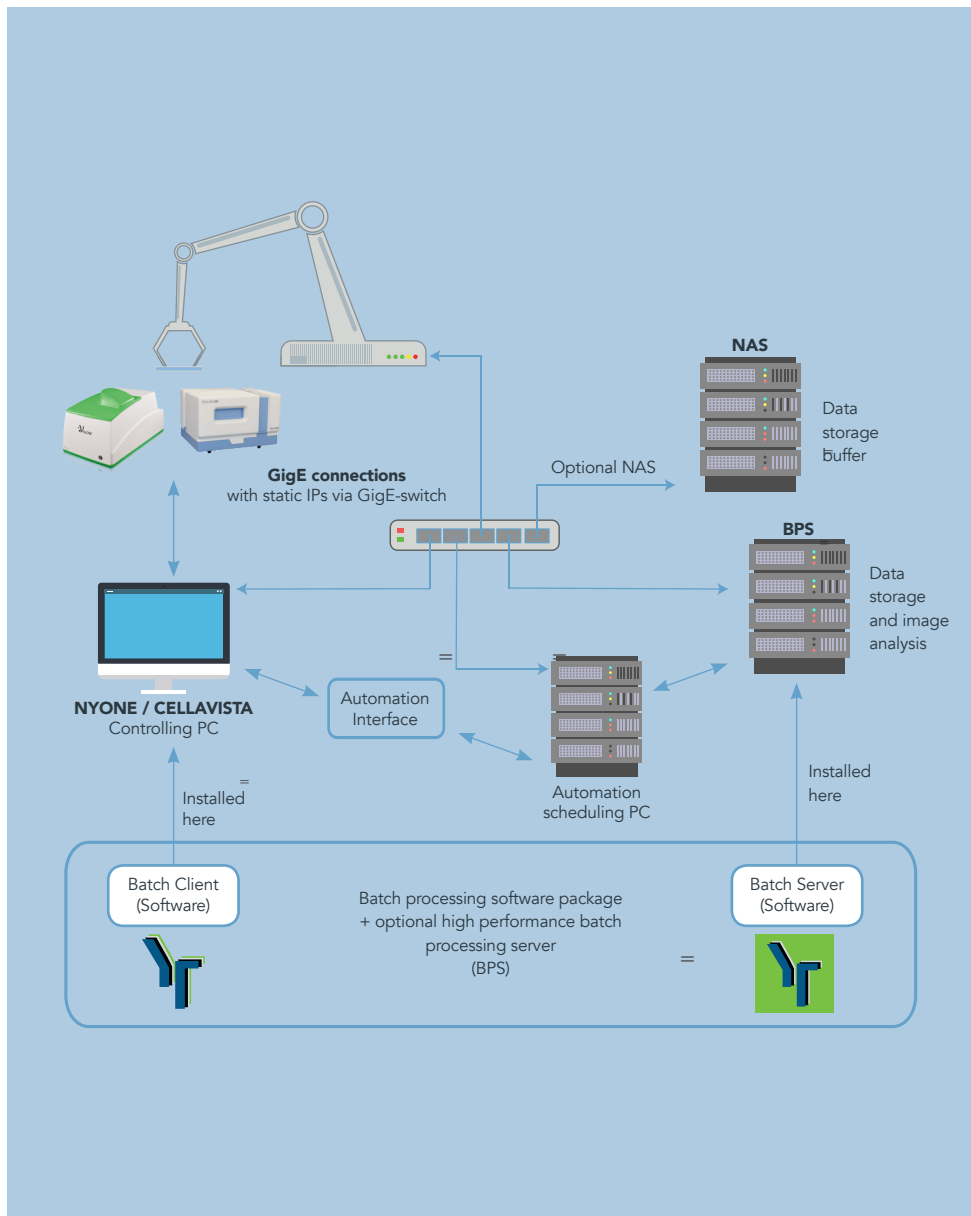 NAS
Data
storage
buffer
GigE connections
with static IPs via GigE-switch
Optional NAS
BPS
Data
storage
and image
analysis
NYONE / CELLAVISTA
Controlling PC
Automation
Interface
=
=
Automation
scheduling PC
=
Installed
here
Installed
here
Batch Client
(Software)
Batch processing software package
+ optional high performance batch
processing server
(BPS)
=
Batch Server
(Software)